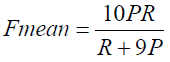 Fmean = 10PR / R + 9P